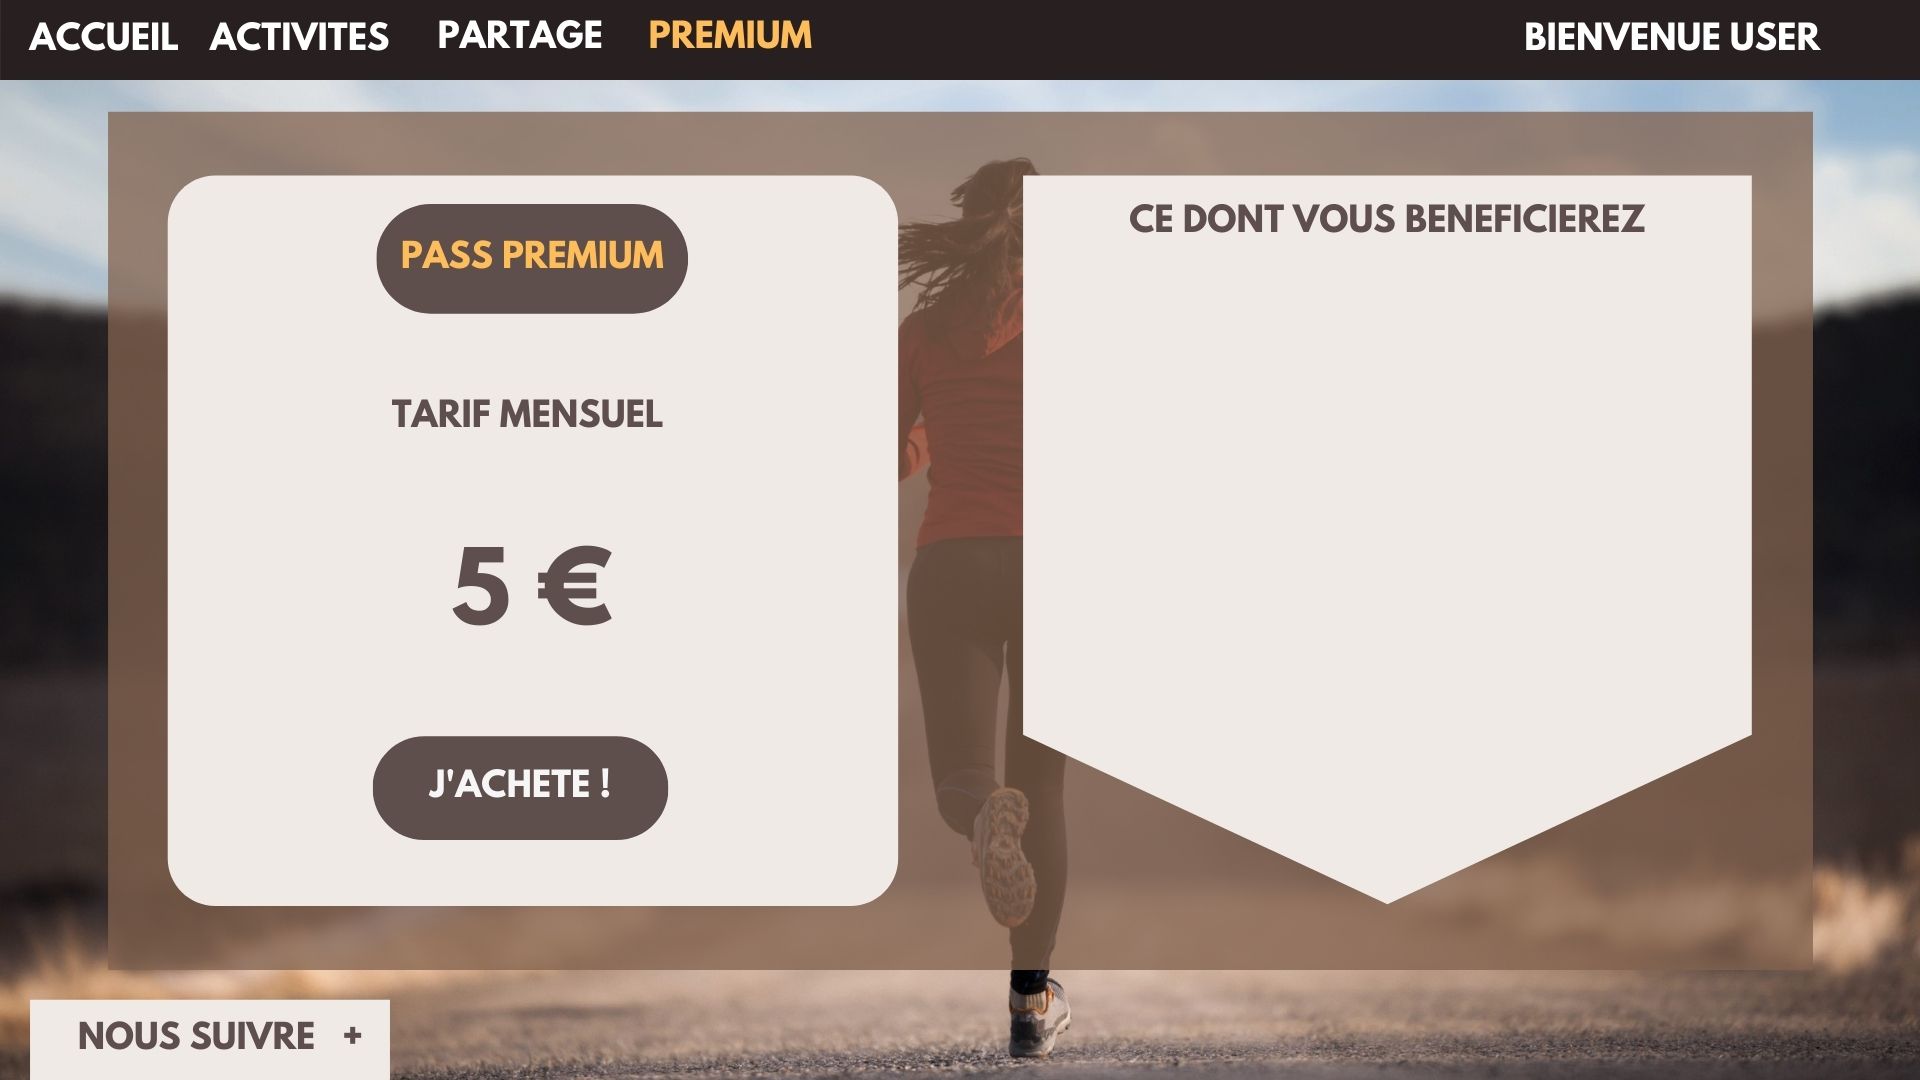 ACCUEIL ACTIVITES PARTAGE PREMIUM BIENVENUE USER
PASS PREMIUM
TARIF MENSUEL
5 €
J'ACHETE !
CE DONT VOUS BENEFICIEREZ
NOUS SUIVRE +